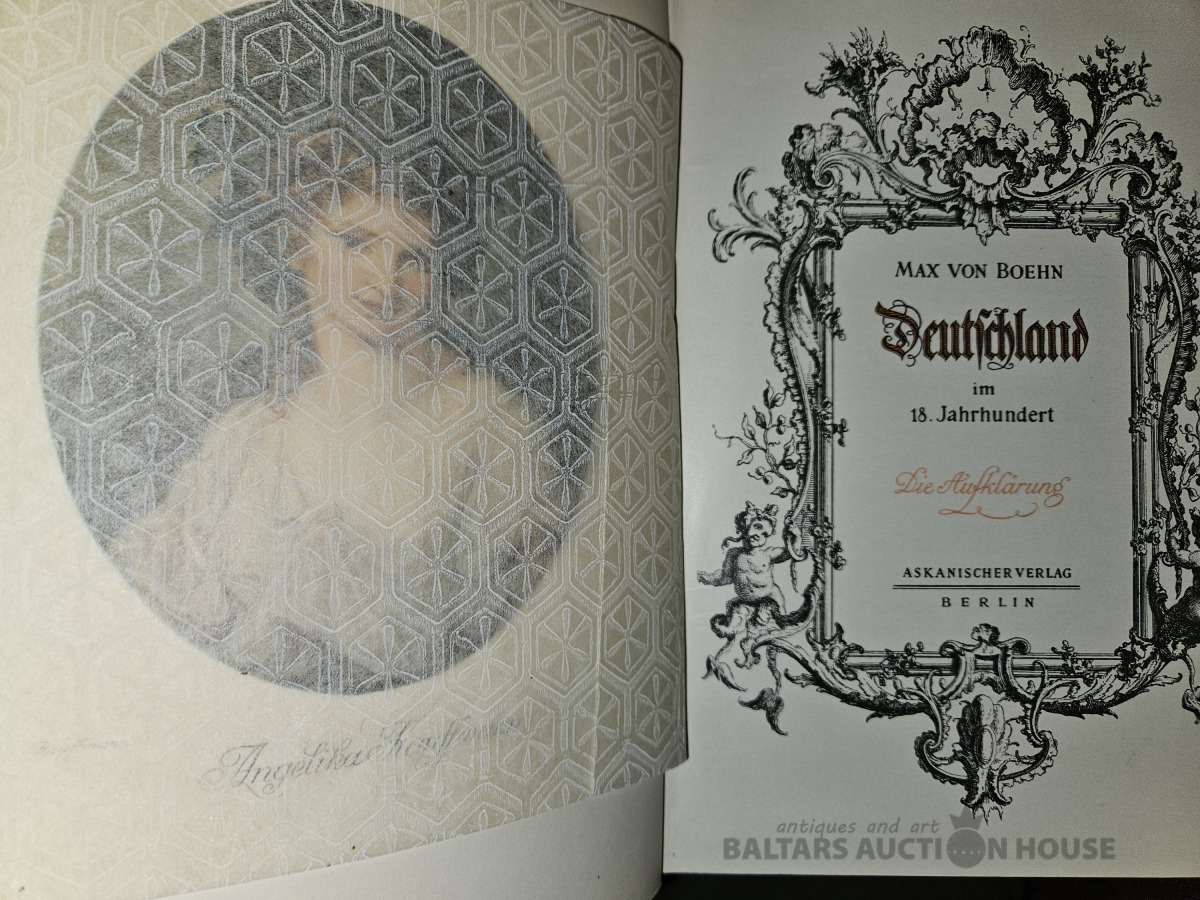 Angelika Kauffmann
MAX VON BOEHN
Deutschland
im
18. Jahrhundert
Die Aufklärung
ASKANISCHER VERLAG
BERLIN
antiques and art
BALTARS AUCTION HOUSE